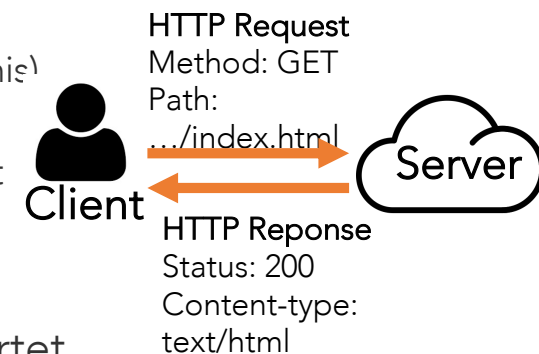 HTTP Request
Method: GET
Path:
.../index.html
Client
Server
HTTP Reponse
Status: 200
Content-type:
text/html